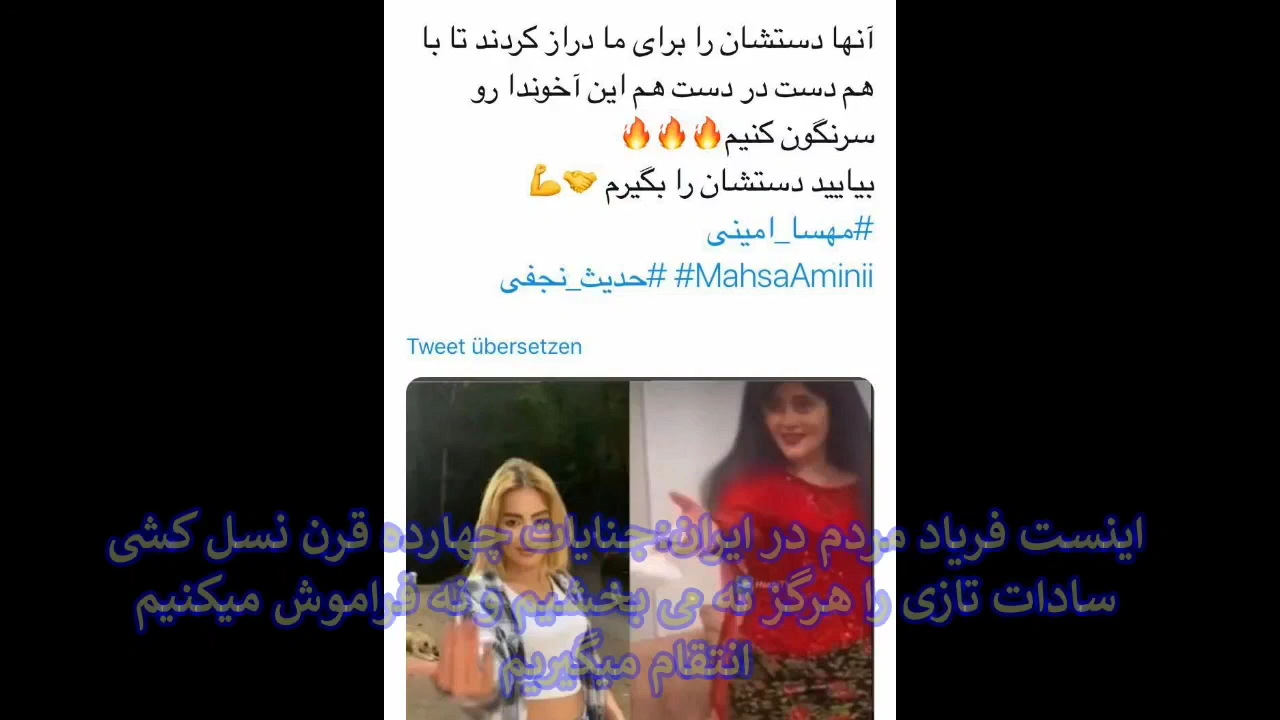 آنها دستشان را برای ما دراز کردند تا با
هم دست در دست هم این آخوندا رو
سرنگون کنیم🔥🔥🔥
بیایید دستشان را بگیرم 🤝💪
#مهسا_امینی
#MahsaAminii #حدیث_نجفی
Tweet übersetzen
اینست فریاد مردم در ایران:جنایات چهارده قرن نسل کشی
سادات تازی را هرگز نه می بخشیم و نه فراموش میکنیم
انتقام میگیریم